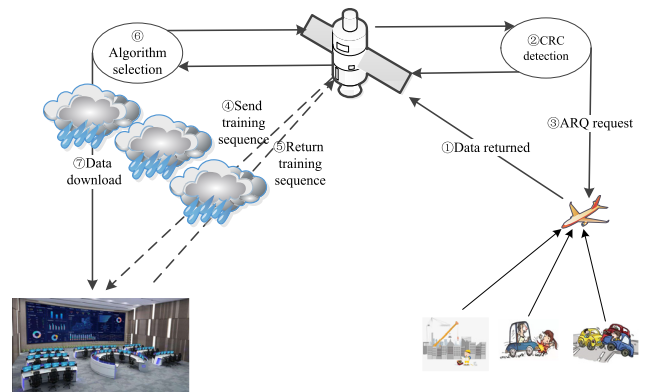 ⑥
Algorithm
selection
②CRC
detection
④Send
training
sequence
⑤Return
training
sequence
③ARQ request
①Data returned
⑦Data
download